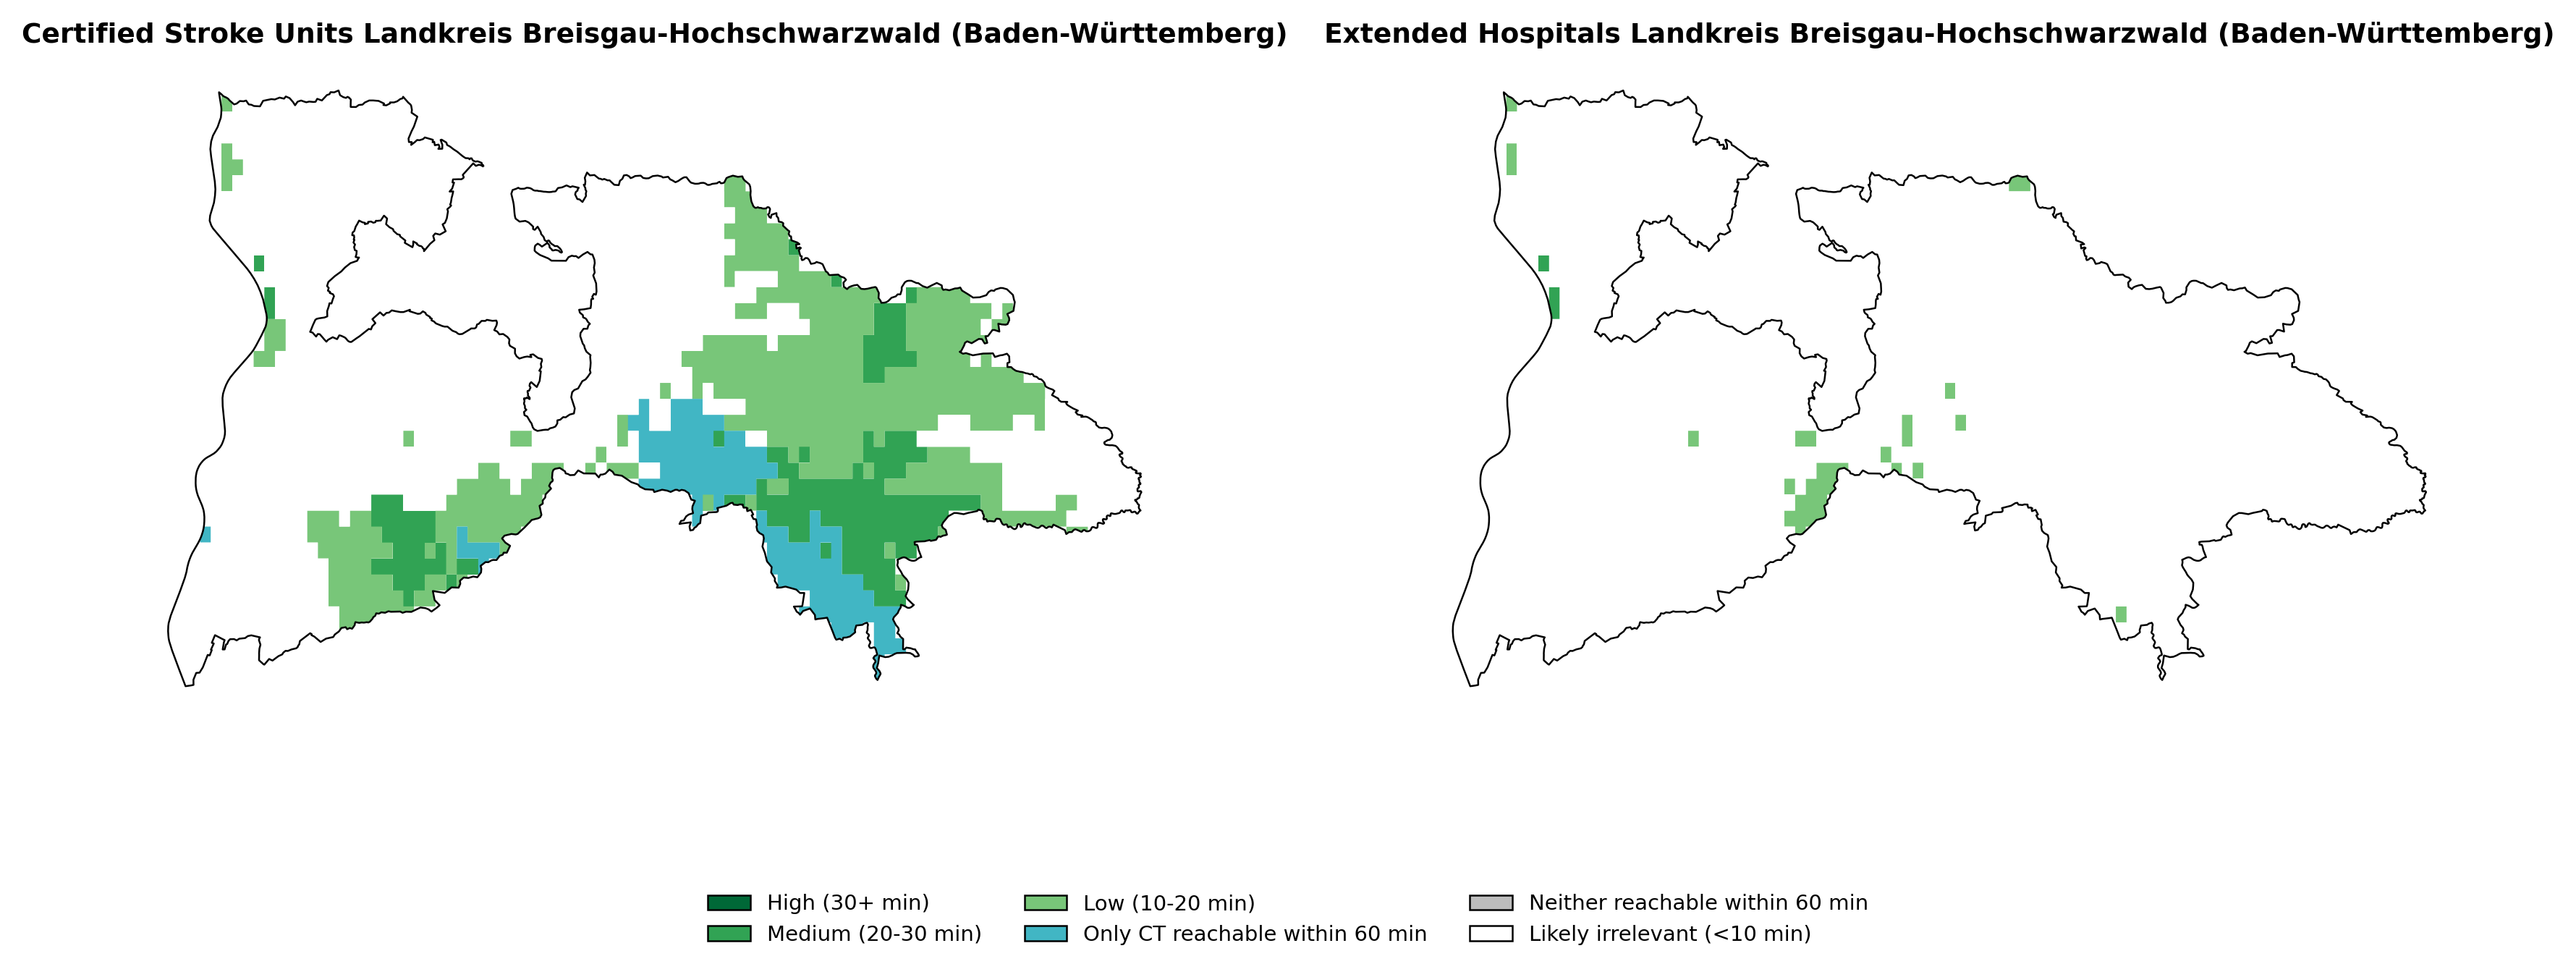 Certified Stroke Units Landkreis Breisgau-Hochschwarzwald (Baden-Württemberg)
Extended Hospitals Landkreis Breisgau-Hochschwarzwald (Baden-Württemberg)
High (30+ min)
Medium (20-30 min)
Low (10-20 min)
Only CT reachable within 60 min
Neither reachable within 60 min
Likely irrelevant (<10 min)